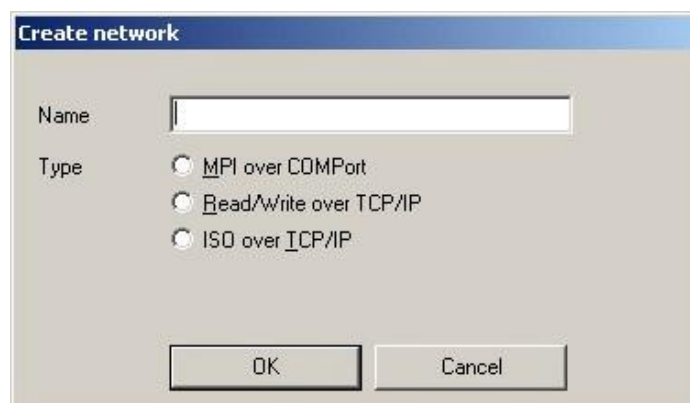 Create network
Name
Type
MPI over COMPort
Read/Write over TCP/IP
ISO over TCP/IP
OK
Cancel